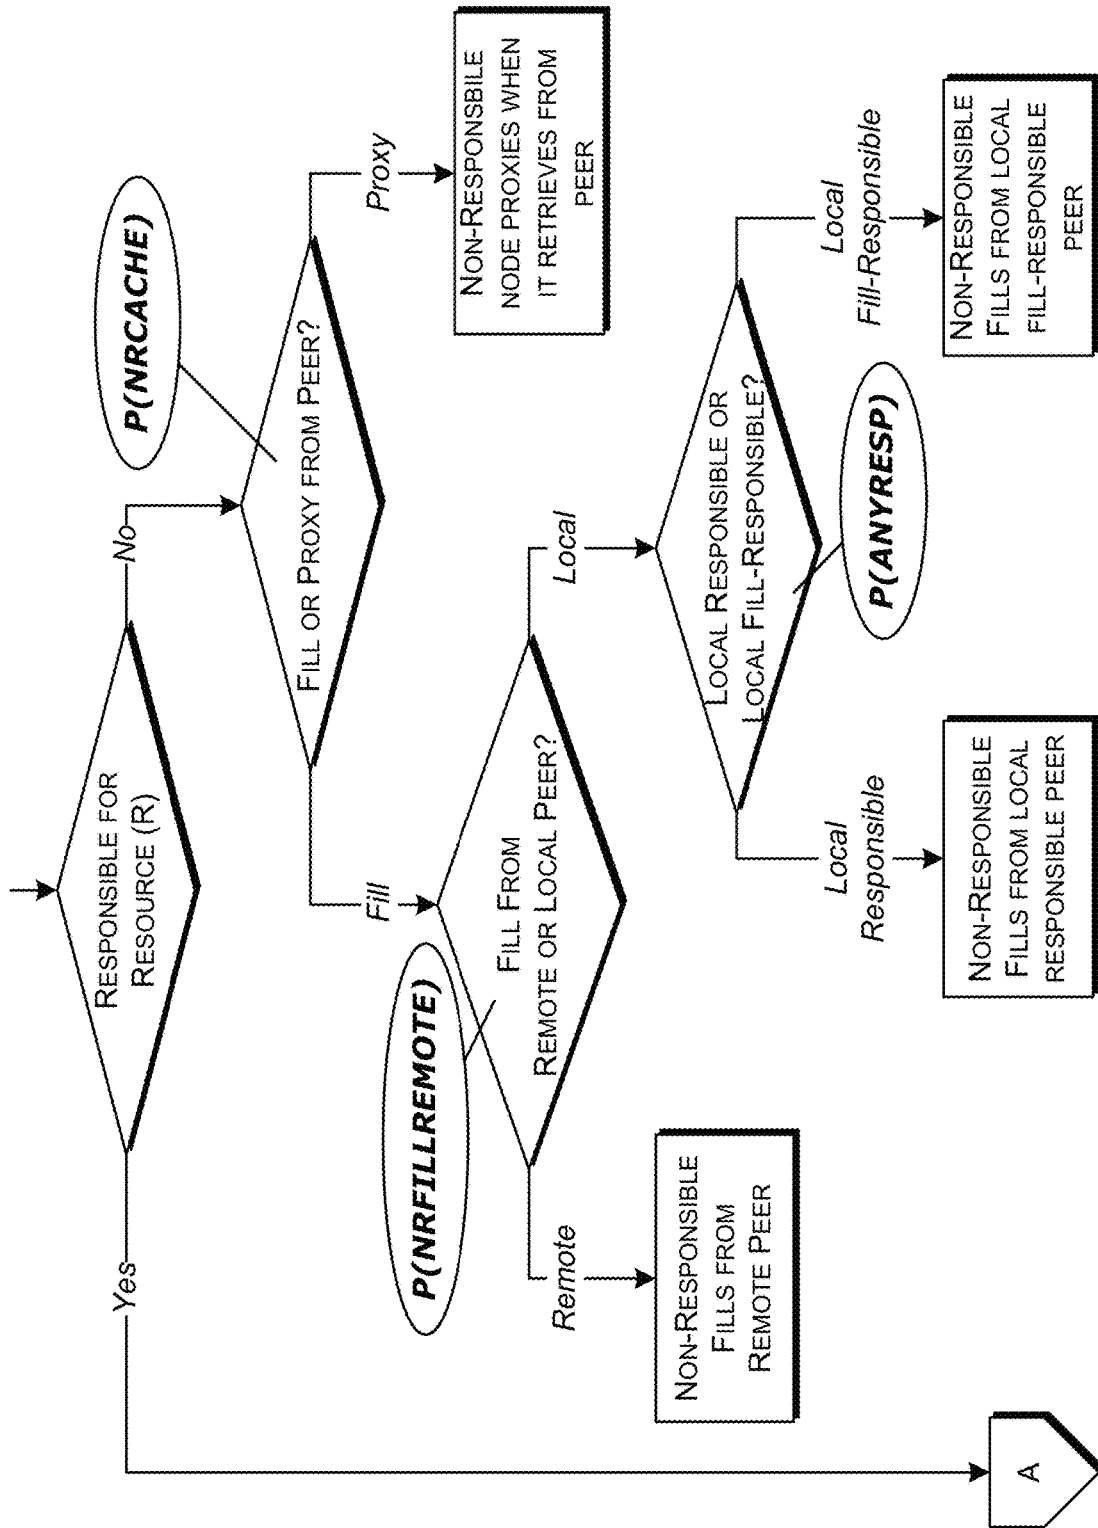 RESPONSIBLE FOR
RESOURCE (R)
Yes
No
P(NRCACHE)
FILL OR PROXY FROM PEER?
Fill
Proxy
NON-RESPONSBILE
NODE PROXIES WHEN
IT RETRIEVES FROM
PEER
P(NRFILLREMOTE)
FILL FROM
REMOTE OR LOCAL PEER?
Remote
Local
NON-RESPONSIBLE
FILLS FROM
REMOTE PEER
LOCAL RESPONSIBLE OR
LOCAL FILL-RESPONSIBLE?
P(ANYRESP)
Local
Responsible
Local
Fill-Responsible
NON-RESPONSIBLE
FILLS FROM LOCAL
RESPONSIBLE PEER
NON-RESPONSIBLE
FILLS FROM LOCAL
FILL-RESPONSIBLE
PEER
A